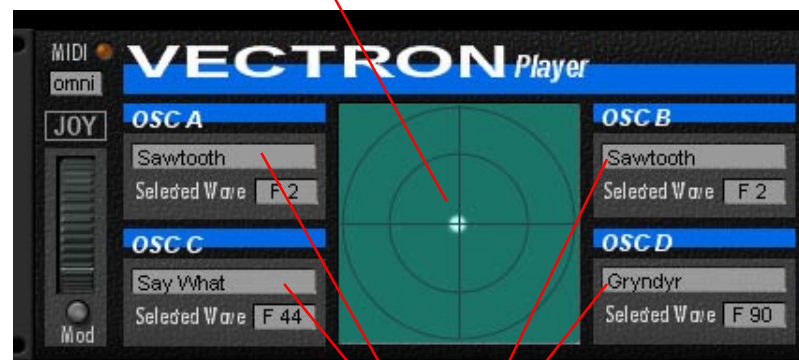 MIDI
omni
VECTRON Player
JOY
OSC A
Sawtooth
Selected Wave F 2
OSC B
Sawtooth
Selected Wave F 2
OSC C
Say What
Selected Wave F 44
OSC D
Gryndyr
Selected Wave F 90
Mod